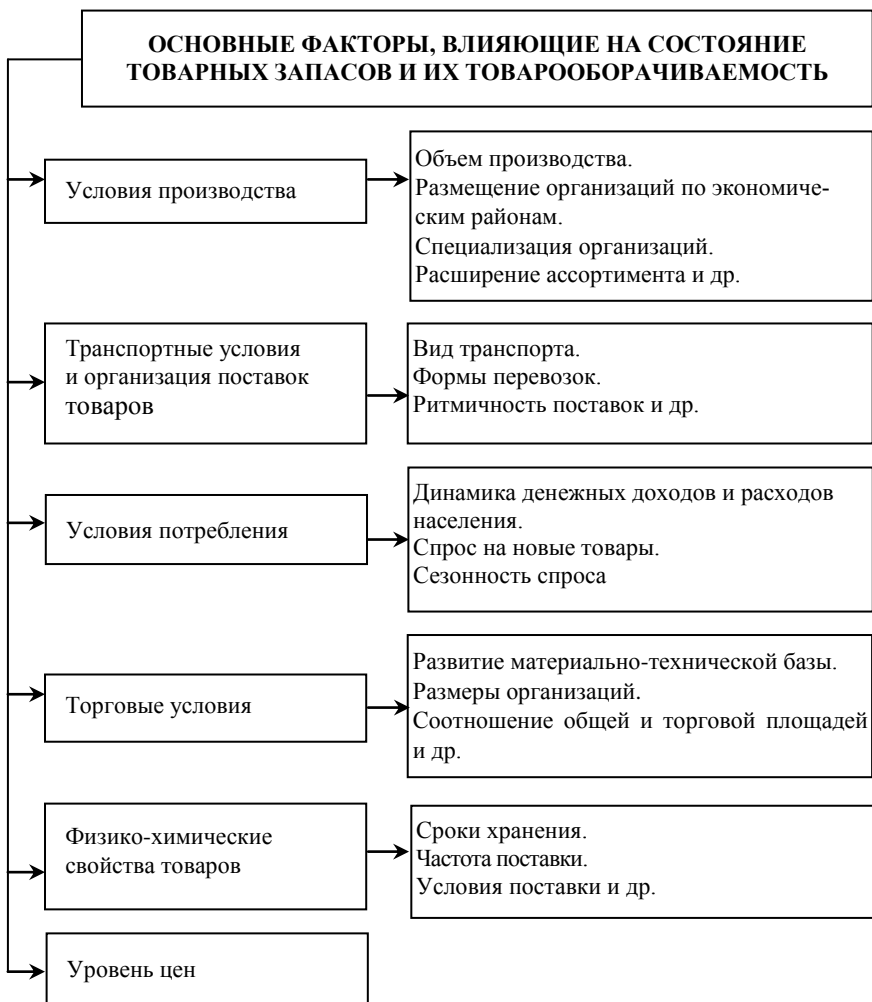 ОСНОВНЫЕ ФАКТОРЫ, ВЛИЯЮЩИЕ НА СОСТОЯНИЕ
ТОВАРНЫХ ЗАПАСОВ И ИХ ТОВАРООБОРАЧИВАЕМОСТЬ
Условия производства
Объем производства.
Размещение организаций по экономиче-
ским районам.
Специализация организаций.
Расширение ассортимента и др.
Транспортные условия
и организация поставок
товаров
Вид транспорта.
Формы перевозок.
Ритмичность поставок и др.
Условия потребления
Динамика денежных доходов и расходов
населения.
Спрос на новые товары.
Сезонность спроса
Торговые условия
Развитие материально-технической базы.
Размеры организаций.
Соотношение общей и торговой площадей
и др.
Физико-химические
свойства товаров
Сроки хранения.
Частота поставки.
Условия поставки и др.
Уровень цен